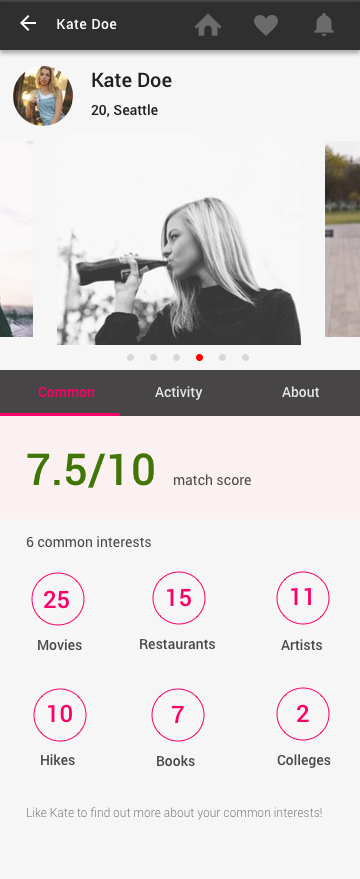 Kate Doe
Kate Doe
20, Seattle
Common Activity About
7.5/10 match score
6 common interests
25 15 11
Movies Restaurants Artists
10 7 2
Hikes Books Colleges
Like Kate to find out more about your common interests!